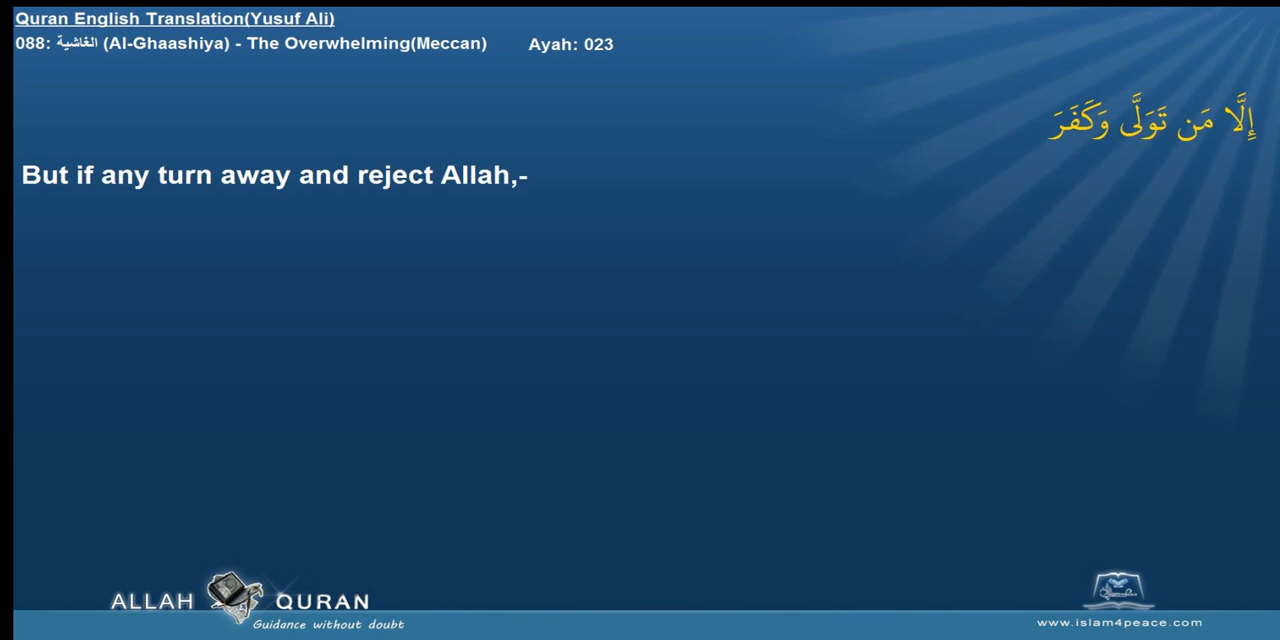 Quran English Translation(Yusuf Ali)
088: الغاشية (Al-Ghaashiya) - The Overwhelming(Meccan) Ayah: 023
إِلَّا مَن تَوَلَّى وَكَفَرَ
But if any turn away and reject Allah,-
ALLAH QURAN
Guidance without doubt
www.islam4peace.com